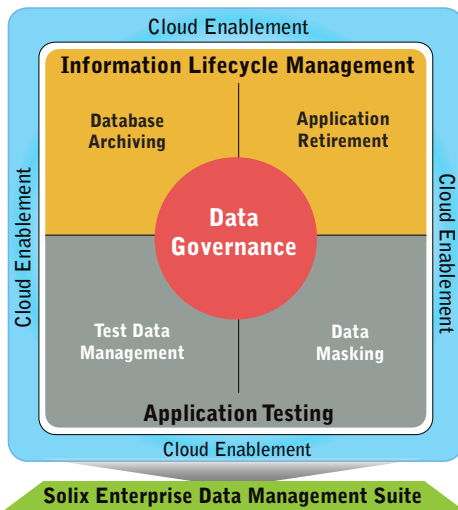 Cloud Enablement
Information Lifecycle Management
Database
Archiving
Application
Retirement
Cloud Enablement
Cloud Enablement
Data
Governance
Test Data
Management
Data
Masking
Application Testing
Cloud Enablement
Solix Enterprise Data Management Suite